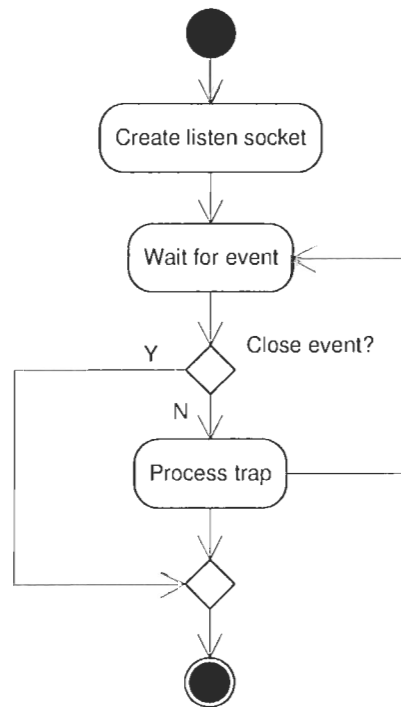 Create listen socket
Wait for event
Close event?
Y
N
Process trap